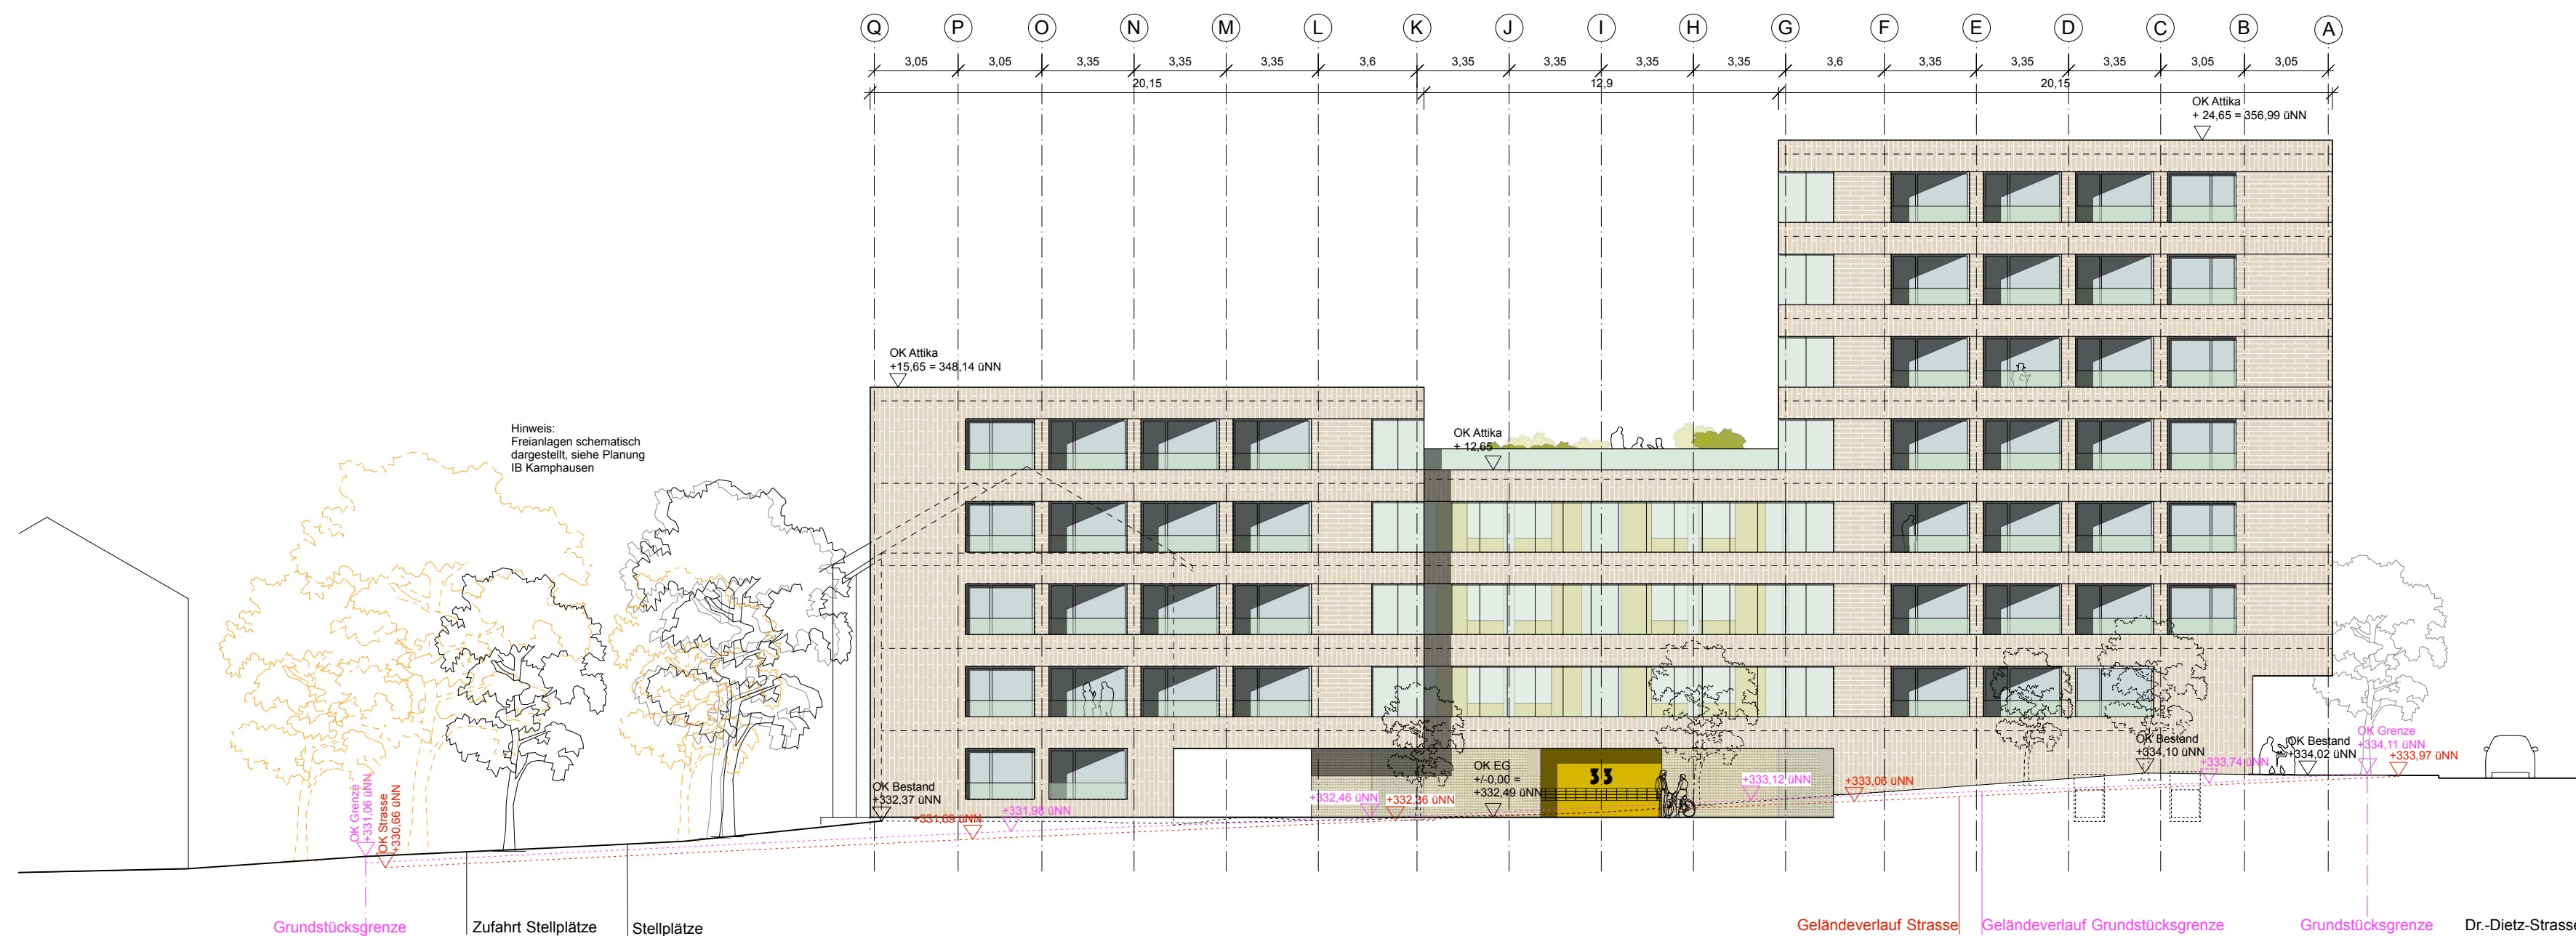 Q P O N M L K J I H G F E D C B A
3,05 3,05 3,35 3,35 3,35 3,6 3,35 3,35 3,35 3,35 3,6 3,35 3,35 3,35 3,05 3,05
20,15 12,9 20,15
OK Attika
+ 24,65 = 356,99 üNN
OK Attika
+15,65 = 348,14 üNN
Hinweis:
Freianlagen schematisch
dargestellt, siehe Planung
IB Kamphausen
OK Attika
+ 12,65
OK Grenze
+331,06 üNN
OK Strasse
+330,66 üNN
OK Bestand
+332,37 üNN
+331,69 üNN
+331,98 üNN
+332,46 üNN
+332,36 üNN
OK EG
+/-0,00 =
+332,49 üNN
33
+333,12 üNN
+333,06 üNN
OK Bestand
+334,10 üNN
+333,74 üNN
OK Bestand
+334,02 üNN
OK Grenze
+334,11 üNN
+333,97 üNN
Grundstücksgrenze
Zufahrt Stellplätze
Stellplätze
Geländeverlauf Strasse
Geländeverlauf Grundstücksgrenze
Grundstücksgrenze
Dr.-Dietz-Strass